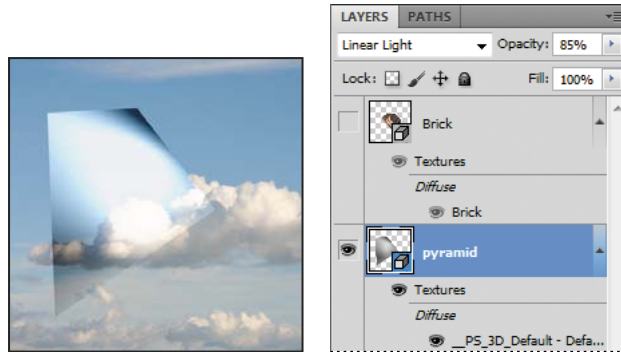 LAYERS PATHS
Linear Light Opacity: 85%
Lock: Fill: 100%
Brick
Textures
Diffuse
Brick
pyramid
Textures
Diffuse
__PS_3D_Default - Defa...